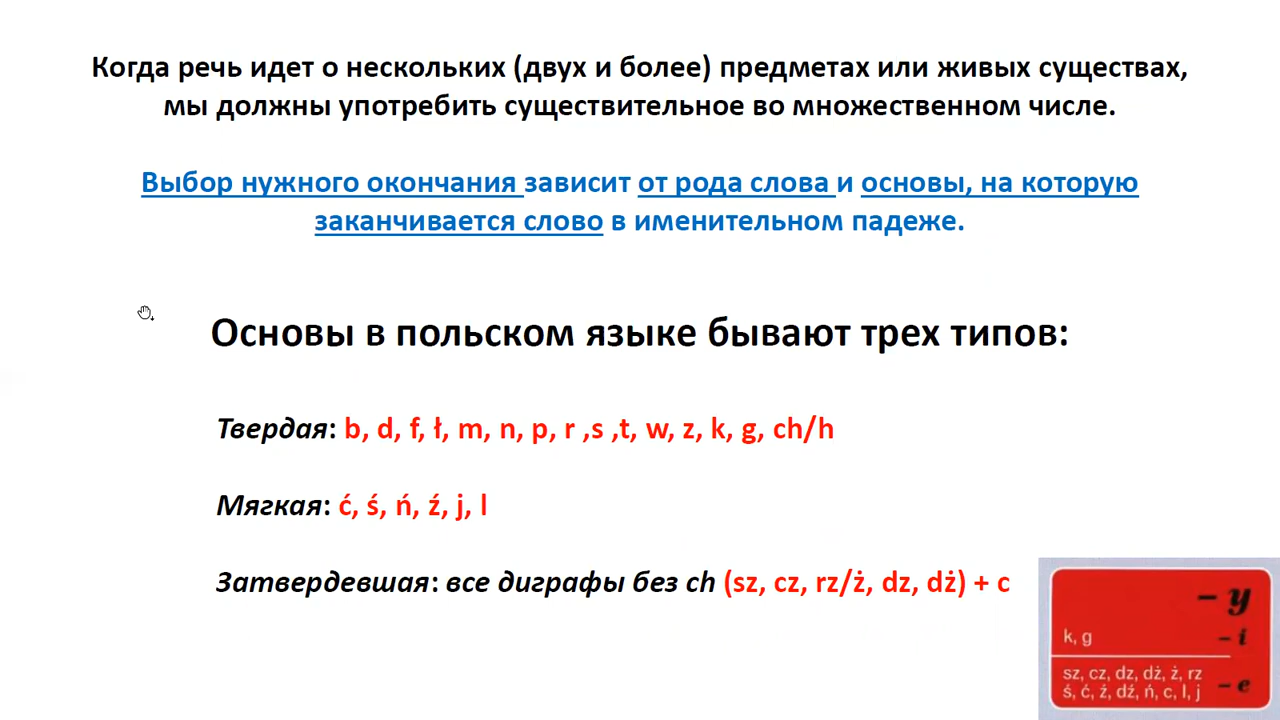 Когда речь идет о нескольких (двух и более) предметах или живых существах,
мы должны употребить существительное во множественном числе.
Выбор нужного окончания зависит от рода слова и основы, на которую
заканчивается слово в именительном падеже.
Основы в польском языке бывают трех типов:
Твердая: b, d, f, ł, m, n, p, r ,s ,t, w, z, k, g, ch/h
Мягкая: ć, ś, ń, ź, j, l
Затвердевшая: все диграфы без ch (sz, cz, rz/ż, dz, dż) + c
– y
k, g – i
sz, cz, dz, dż, ż, rz
ś, ć, ź, dź, ń, c, l, j – e